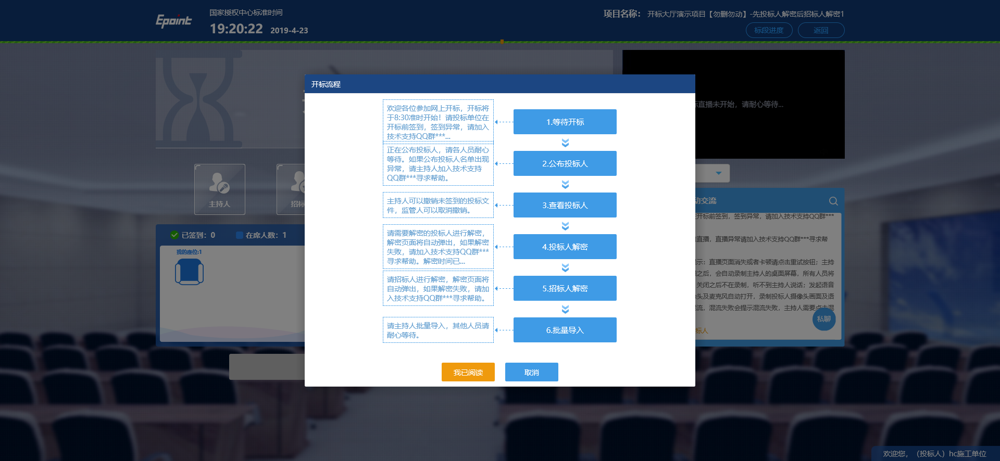 Epoint
国家授权中心标准时间
19:20:22 2019-4-23
项目名称： 开标大厅演示项目【勿删勿动】-先投标人解密后招标人解密1
标段进度
返回
直播未开始，请耐心等待...
主持人
招标
已签到：0
在席人数：1
我的座位:1
开标流程
欢迎各位参加网上开标，开标将
于8:30准时开始！请投标单位在
开标前签到，签到异常，请加入
技术支持QQ群***...
1.等待开标
正在公布投标人，请各人员耐心
等待。如果公布投标人名单出现
异常，请主持人加入技术支持
QQ群***寻求帮助。
2.公布投标人
主持人可以撤销未签到的投标文
件，监管人可以取消撤销。
3.查看投标人
请需要解密的投标人进行解密，
解密页面将自动弹出，如果解密
失败，请加入技术支持QQ群***
寻求帮助。解密时间已...
4.投标人解密
请招标人进行解密，解密页面将
自动弹出，如果解密失败，请加
入技术支持QQ群***寻求帮助。
5.招标人解密
请主持人批量导入，其他人员请
耐心等待。
6.批量导入
我已阅读
取消
动交流
开标前签到，签到异常，请加入技术支持QQ群***
直播，直播异常请加入技术支持QQ群***寻求帮
示：直播页面消失或者卡顿请点击重试按钮；主持
之后，会自动录制主持人的桌面屏幕，所有人员将
关闭之后不在录制，听不到主持人说话；发起语音
头及麦克风自动打开，录制投标人摄像头画面及语
流，混流失败会提示混流失败，主持人需要点击混
私聊
标人
欢迎您，（投标人）hc施工单位